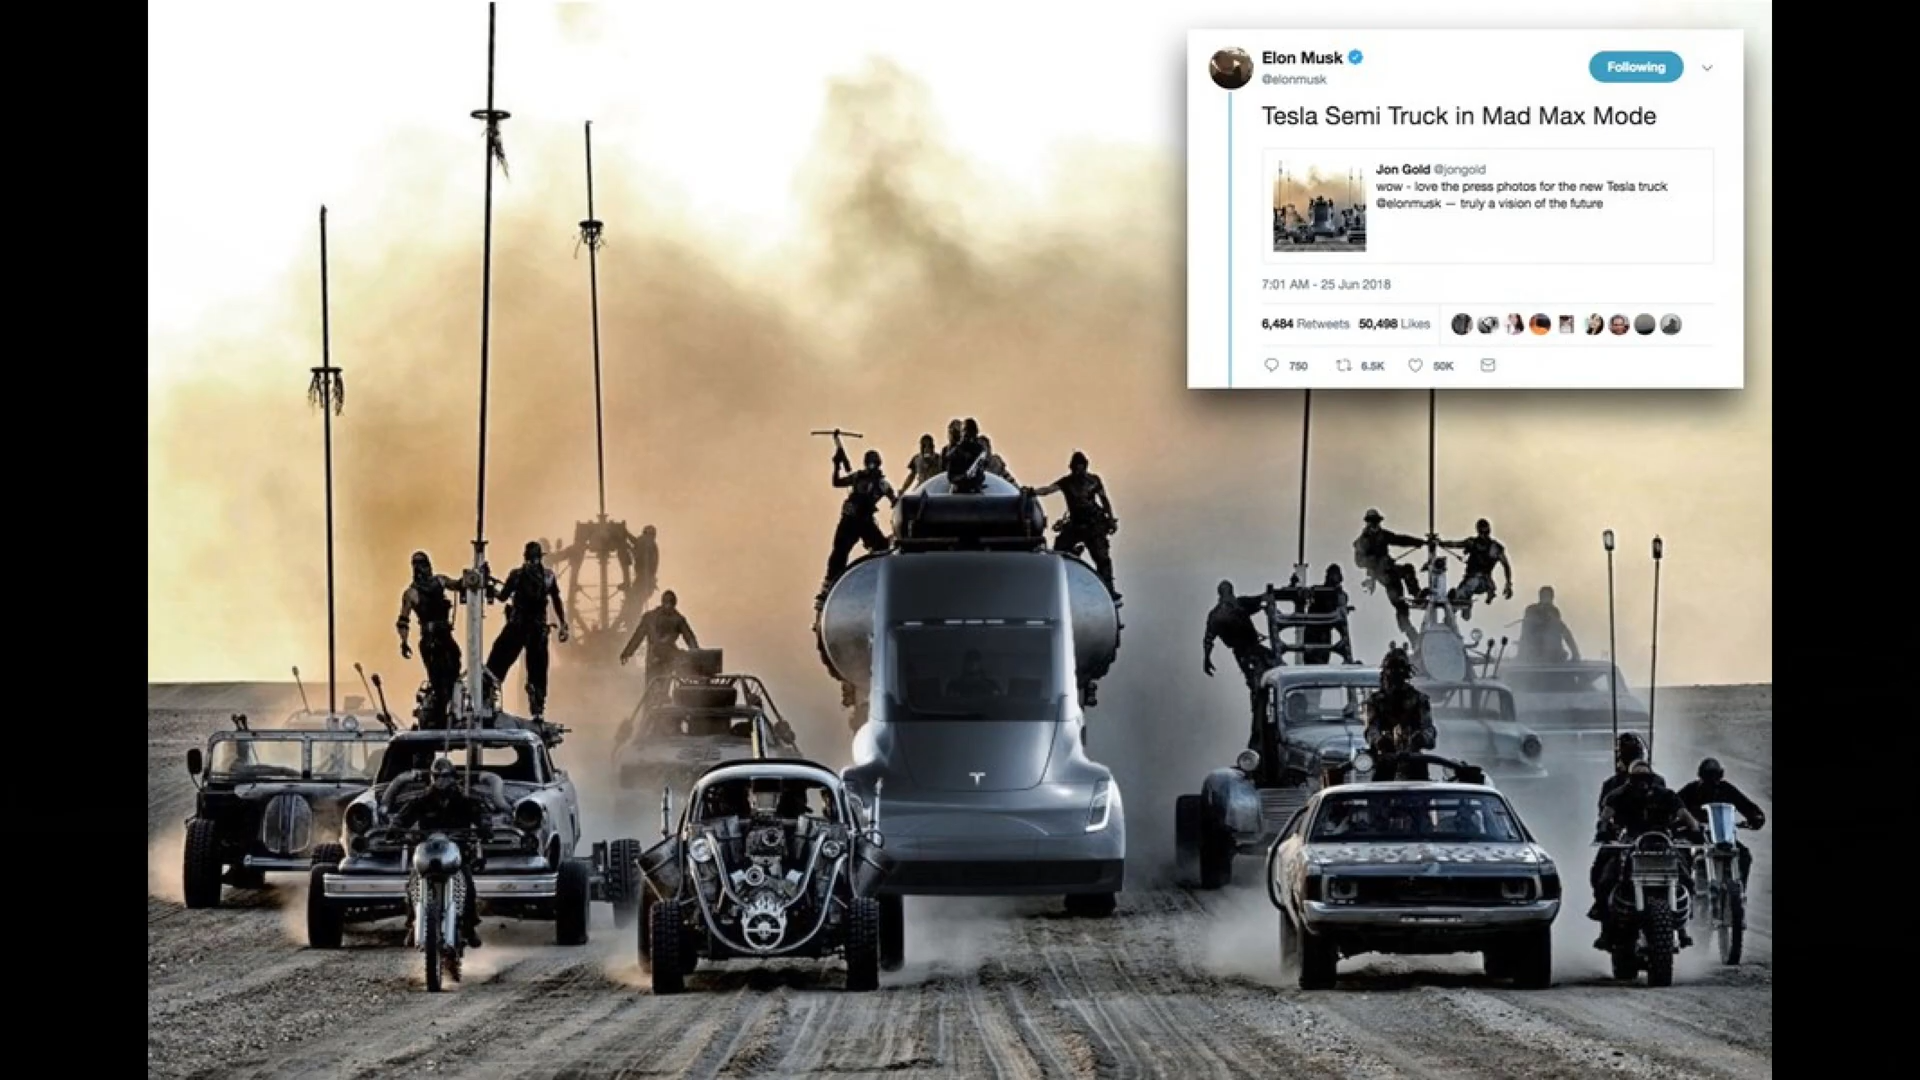 Elon Musk
@elonmusk
Following
Tesla Semi Truck in Mad Max Mode
Jon Gold @jongold
wow - love the press photos for the new Tesla truck
@elonmusk — truly a vision of the future
7:01 AM - 25 Jun 2018
6,484 Retweets 50,498 Likes
750 6.5K 50K